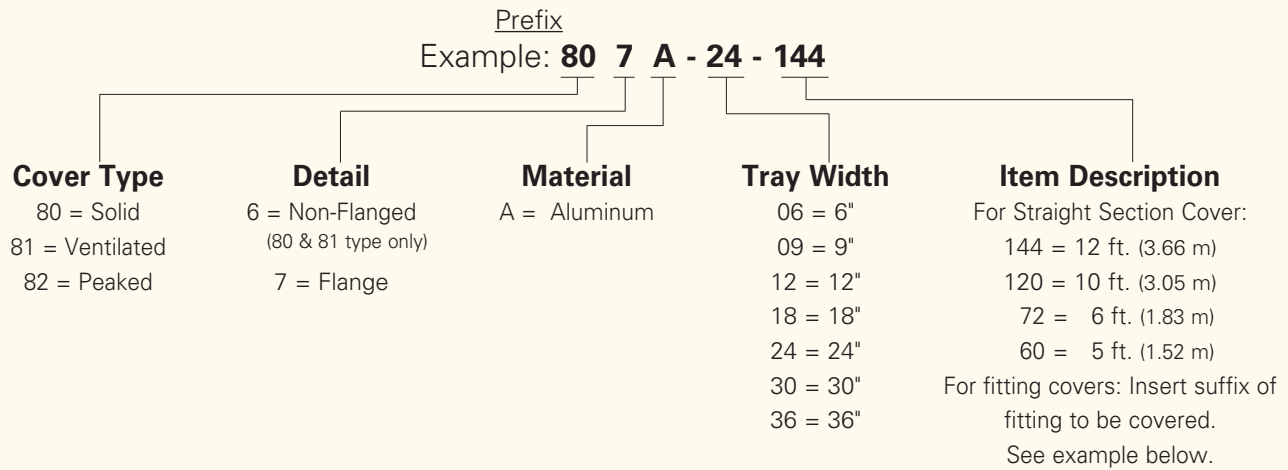 Prefix
Example: 80 7 A - 24 - 144
Cover Type
80 = Solid
81 = Ventilated
82 = Peaked
Detail
6 = Non-Flanged
(80 & 81 type only)
7 = Flange
Material
A = Aluminum
Tray Width
06 = 6"
09 = 9"
12 = 12"
18 = 18"
24 = 24"
30 = 30"
36 = 36"
Item Description
For Straight Section Cover:
144 = 12 ft. (3.66 m)
120 = 10 ft. (3.05 m)
72 = 6 ft. (1.83 m)
60 = 5 ft. (1.52 m)
For fitting covers: Insert suffix of
fitting to be covered.
See example below.